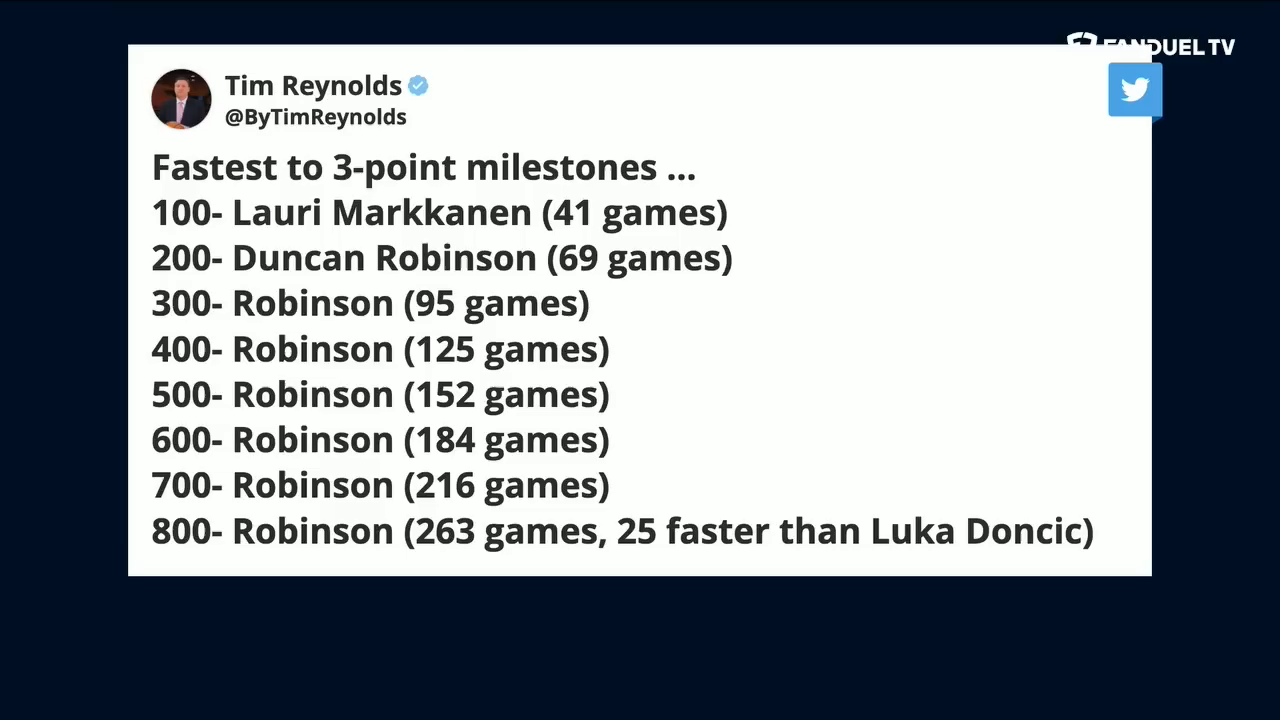 FANDUEL TV
Tim Reynolds
@ByTimReynolds
Fastest to 3-point milestones ...
100- Lauri Markkanen (41 games)
200- Duncan Robinson (69 games)
300- Robinson (95 games)
400- Robinson (125 games)
500- Robinson (152 games)
600- Robinson (184 games)
700- Robinson (216 games)
800- Robinson (263 games, 25 faster than Luka Doncic)